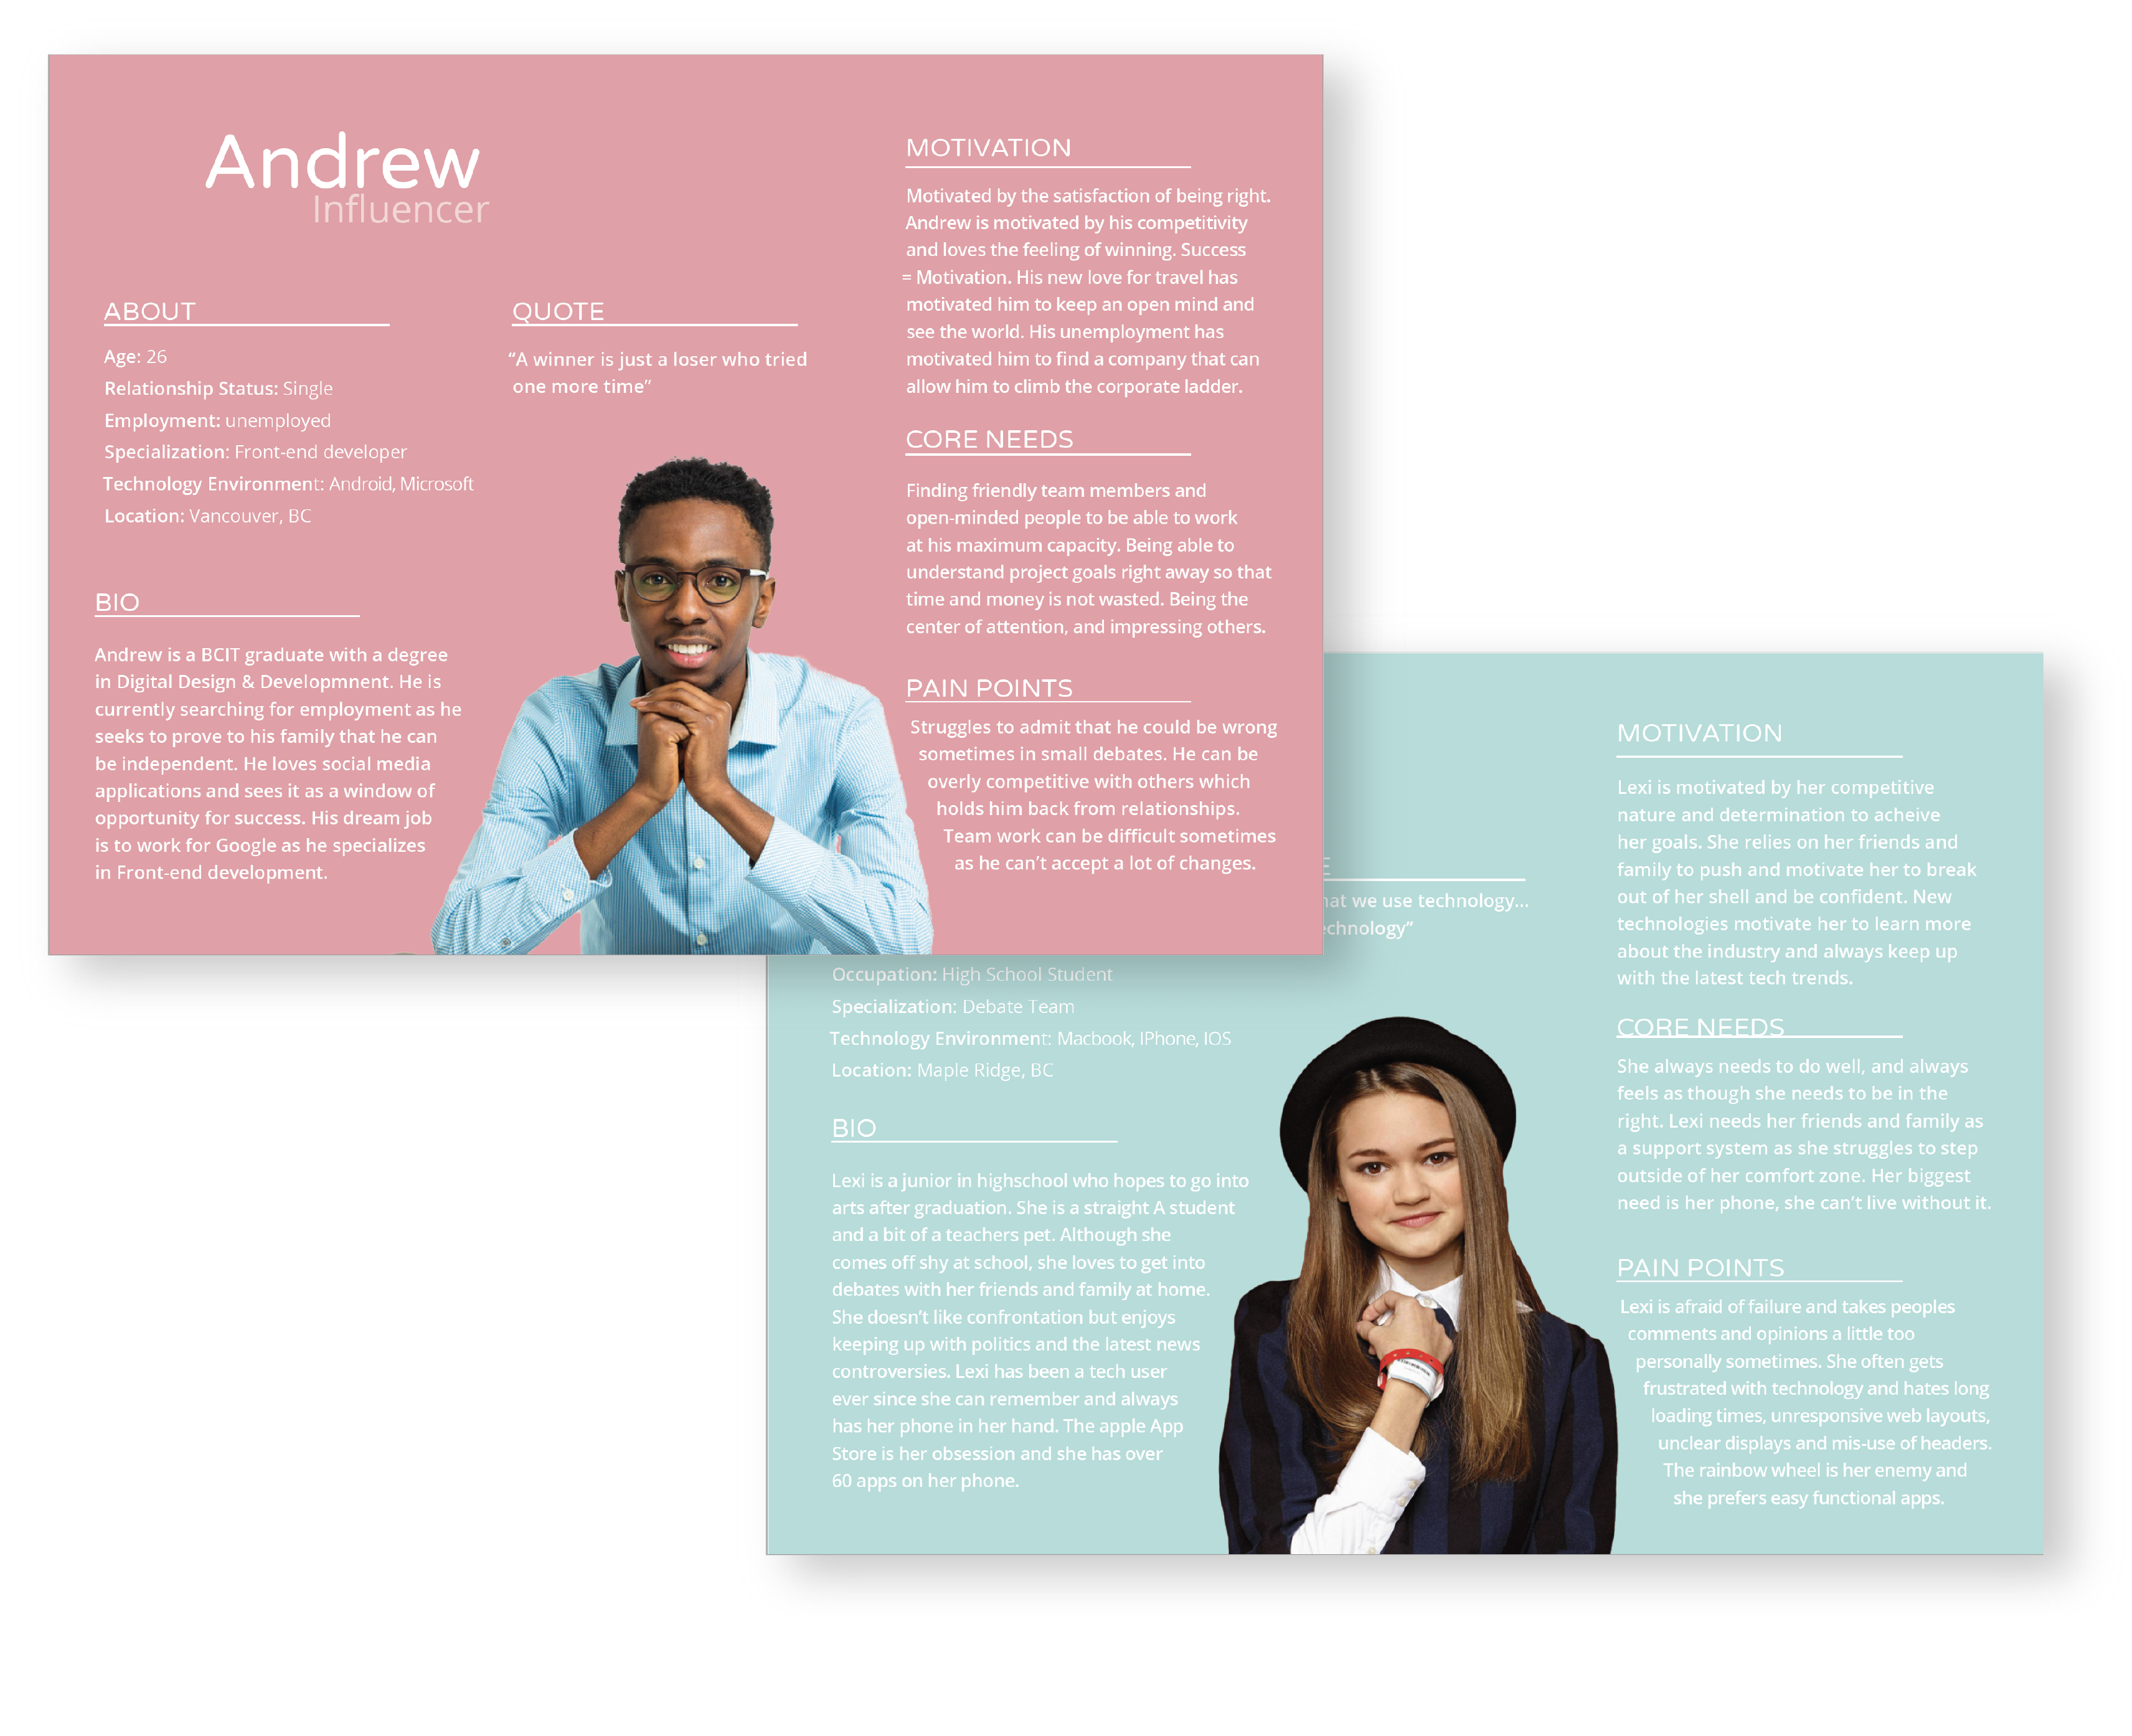 Andrew
Influencer
ABOUT
Age: 26
Relationship Status: Single
Employment: unemployed
Specialization: Front-end developer
Technology Environment: Android, Microsoft
Location: Vancouver, BC
BIO
Andrew is a BCIT graduate with a degree
in Digital Design & Developmnent. He is
currently searching for employment as he
seeks to prove to his family that he can
be independent. He loves social media
applications and sees it as a window of
opportunity for success. His dream job
is to work for Google as he specializes
in Front-end development.
QUOTE
“A winner is just a loser who tried
one more time”
MOTIVATION
Motivated by the satisfaction of being right.
Andrew is motivated by his competitivity
and loves the feeling of winning. Success
= Motivation. His new love for travel has
motivated him to keep an open mind and
see the world. His unemployment has
motivated him to find a company that can
allow him to climb the corporate ladder.
CORE NEEDS
Finding friendly team members and
open-minded people to be able to work
at his maximum capacity. Being able to
understand project goals right away so that
time and money is not wasted. Being the
center of attention, and impressing others.
PAIN POINTS
Struggles to admit that he could be wrong
sometimes in small debates. He can be
overly competitive with others which
holds him back from relationships.
Team work can be difficult sometimes
as he can’t accept a lot of changes.
we use technology...
Occupation: High School Student
Specialization: Debate Team
Technology Environment: Macbook, IPhone, IOS
Location: Maple Ridge, BC
BIO
Lexi is a junior in highschool who hopes to go into
arts after graduation. She is a straight A student
and a bit of a teachers pet. Although she
comes off shy at school, she loves to get into
debates with her friends and family at home.
She doesn’t like confrontation but enjoys
keeping up with politics and the latest news
controversies. Lexi has been a tech user
ever since she can remember and always
has her phone in her hand. The apple App
Store is her obsession and she has over
60 apps on her phone.
MOTIVATION
Lexi is motivated by her competitive
nature and determination to acheive
her goals. She relies on her friends and
family to push and motivate her to break
out of her shell and be confident. New
technologies motivate her to learn more
about the industry and always keep up
with the latest tech trends.
CORE NEEDS
She always needs to do well, and always
feels as though she needs to be in the
right. Lexi needs her friends and family as
a support system as she struggles to step
outside of her comfort zone. Her biggest
need is her phone, she can’t live without it.
PAIN POINTS
Lexi is afraid of failure and takes peoples
comments and opinions a little too
personally sometimes. She often gets
frustrated with technology and hates long
loading times, unresponsive web layouts,
unclear displays and mis-use of headers.
The rainbow wheel is her enemy and
she prefers easy functional apps.